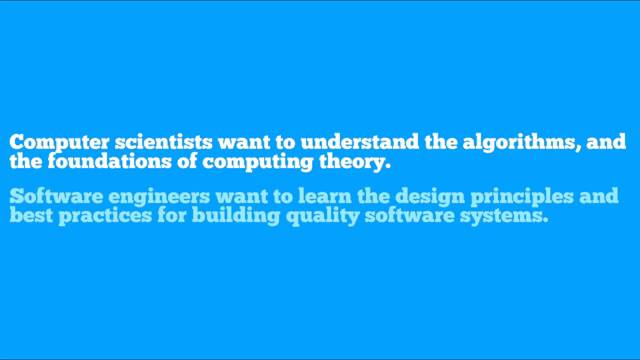 Computer scientists want to understand the algorithms, and
the foundations of computing theory.
Software engineers want to learn the design principles and
best practices for building quality software systems.